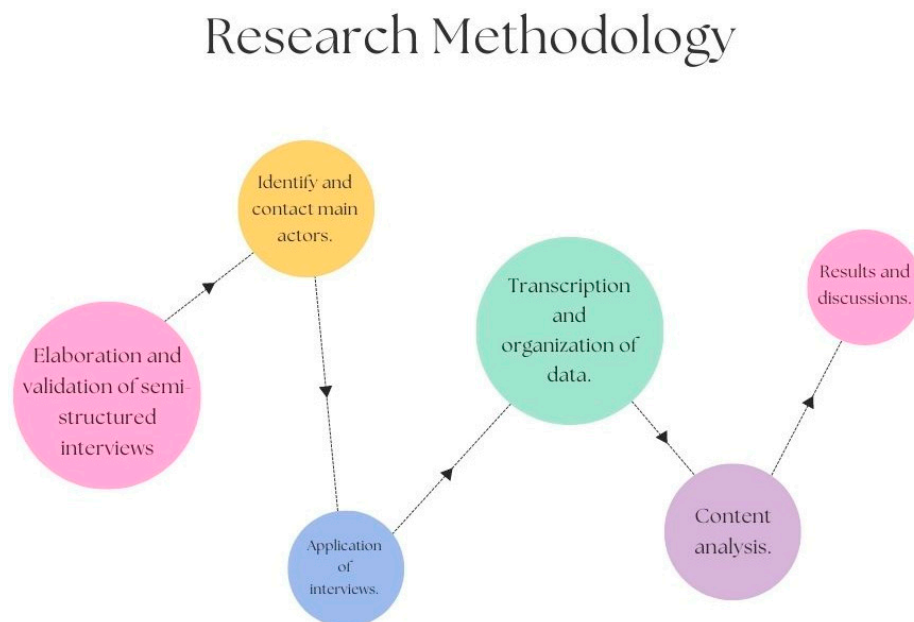 Research Methodology
Elaboration and
validation of semi-
structured
interviews
Identify and
contact main
actors.
Application
of
interviews.
Transcription
and
organization of
data.
Content
analysis.
Results and
discussions.